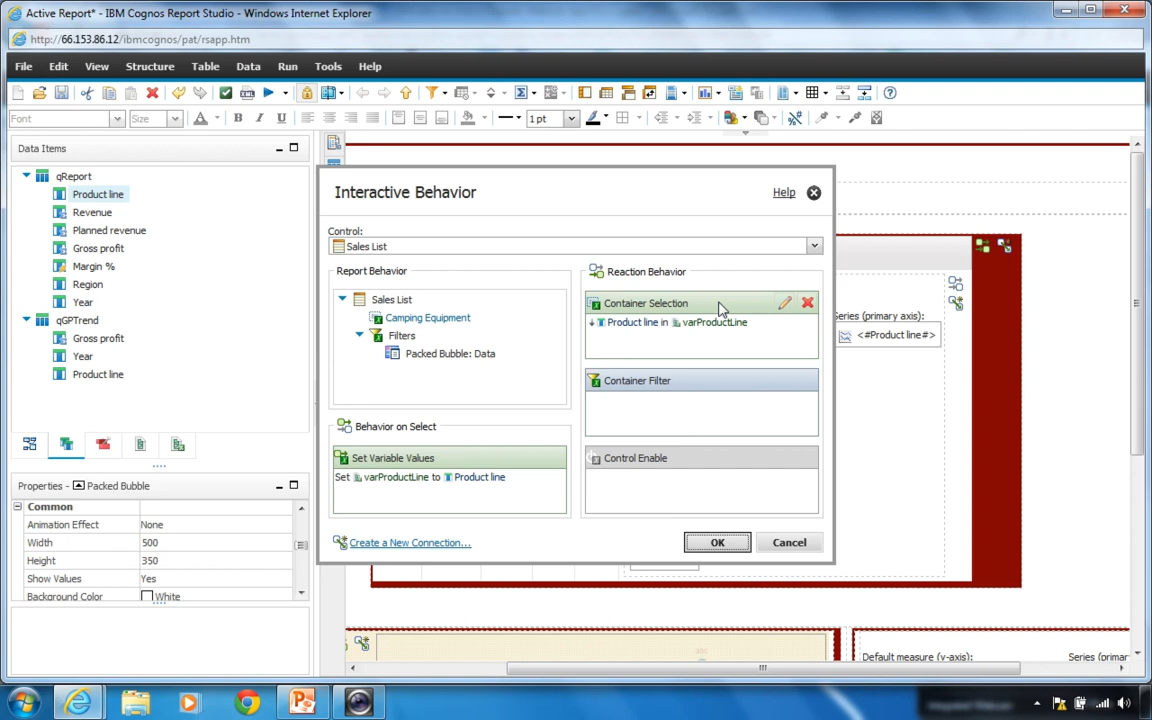 Active Report* - IBM Cognos Report Studio - Windows Internet Explorer
http://66.153.86.12/ibmcognos/pat/rsapp.htm
File Edit View Structure Table Data Run Tools Help
Font Size B I U 1 pt
Data Items
qReport
Product line
Revenue
Planned revenue
Gross profit
Margin %
Region
Year
qGPTrend
Gross profit
Year
Product line
Properties - Packed Bubble
Common
Animation Effect None
Width 500
Height 350
Show Values Yes
Background Color White
Interactive Behavior
Help
Control:
Sales List
Report Behavior
Sales List
Camping Equipment
Filters
Packed Bubble: Data
Behavior on Select
Set Variable Values
Set varProductLine to Product line
Create a New Connection...
Reaction Behavior
Container Selection
Product line in varProductLine
Container Filter
Control Enable
OK Cancel
Series (primary axis):
<#Product line#>
Default measure (y-axis): Series (primar